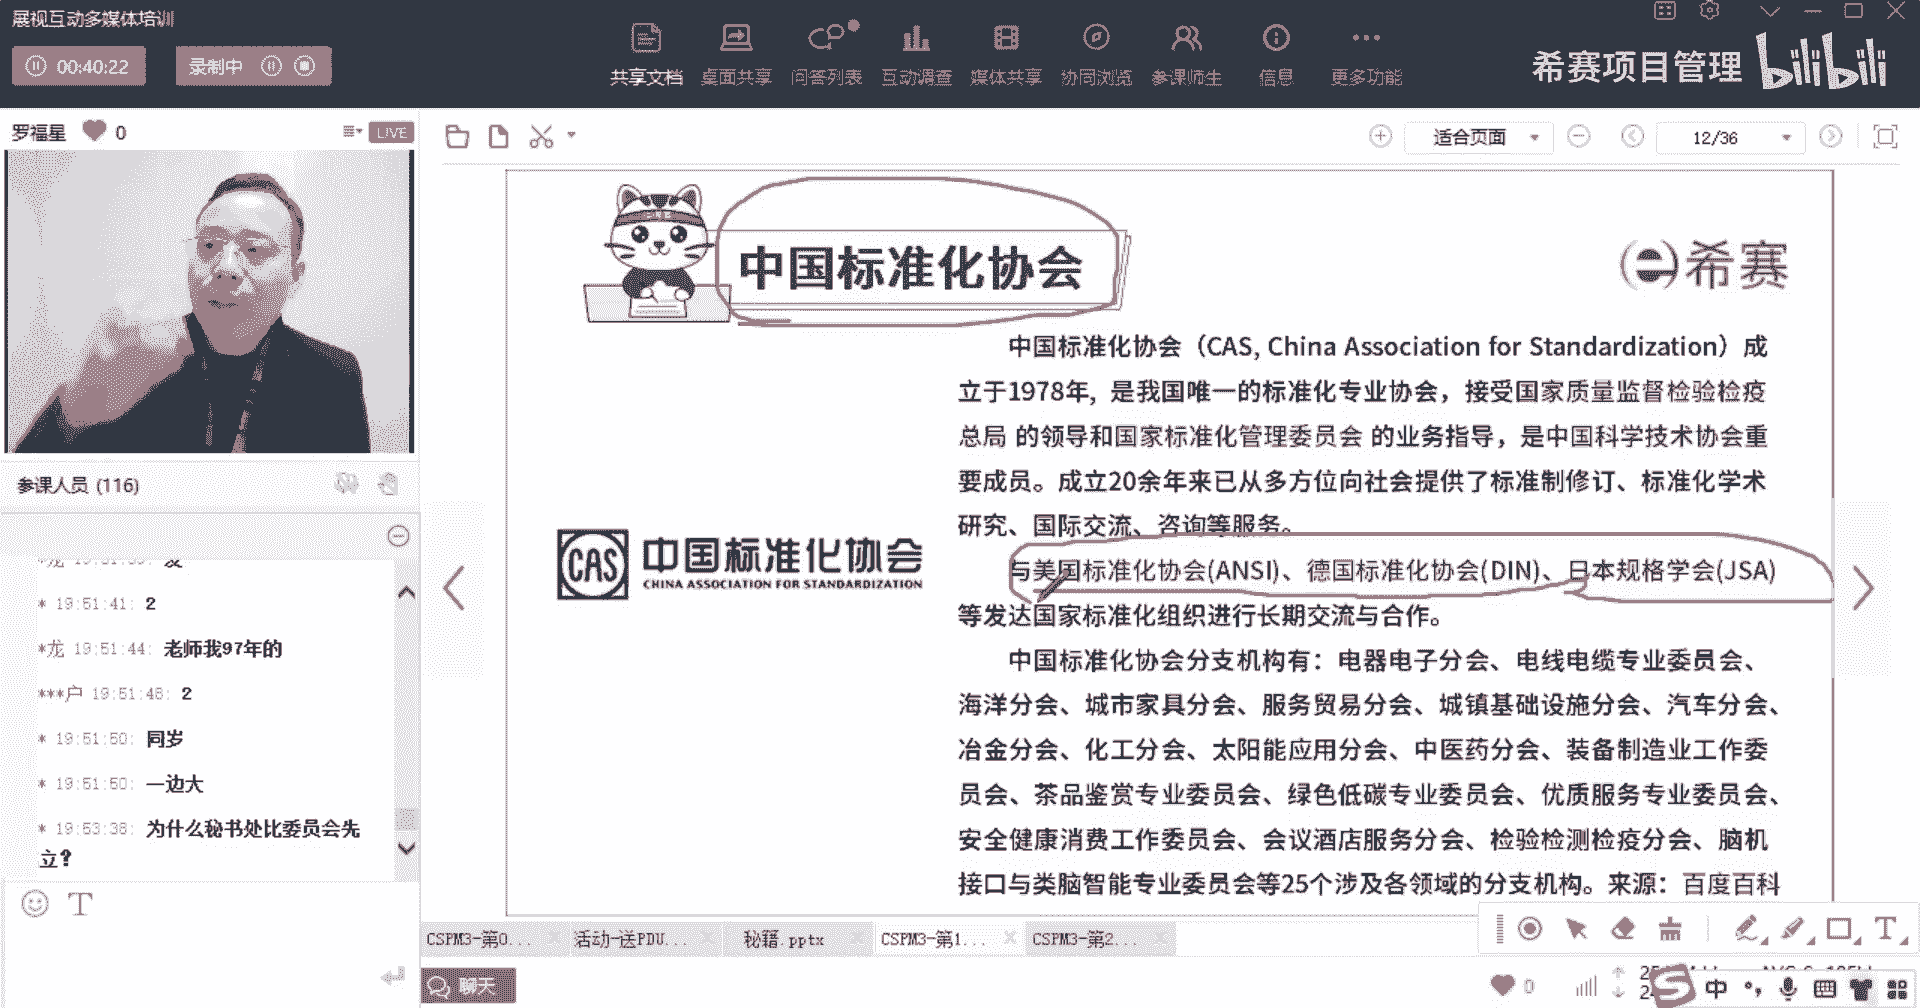 展视互动多媒体培训
00:40:22
录制中
共享文档
桌面共享
问答列表
互动调查
媒体共享
协同浏览
参课师生
信息
更多功能
希赛项目管理
bilibili
罗福星
0
LIVE
适合页面
12/36
中国标准化协会
希赛
中国标准化协会（CAS, China Association for Standardization）成
立于1978年，是我国唯一的标准化专业协会，接受国家质量监督检验检疫
总局 的领导和国家标准化管理委员会 的业务指导，是中国科学技术协会重
要成员。成立20余年来已从多方位向社会提供了标准制修订、标准化学术
研究、国际交流、咨询等服务。
与美国标准化协会(ANSI)、德国标准化协会(DIN)、日本规格学会(JSA)
等发达国家标准化组织进行长期交流与合作。
中国标准化协会分支机构有：电器电子分会、电线电缆专业委员会、
海洋分会、城市家具分会、服务贸易分会、城镇基础设施分会、汽车分会、
冶金分会、化工分会、太阳能应用分会、中医药分会、装备制造业工作委
员会、茶品鉴赏专业委员会、绿色低碳专业委员会、优质服务专业委员会、
安全健康消费工作委员会、会议酒店服务分会、检验检测检疫分会、脑机
接口与类脑智能专业委员会等25个涉及各领域的分支机构。来源：百度百科
CAS
中国标准化协会
CHINA ASSOCIATION FOR STANDARDIZATION
参课人员 (116)
* 19:51:41: 2
*龙 19:51:44: 老师我97年的
***户 19:51:48: 2
* 19:51:50: 同岁
* 19:51:50: 一边大
* 19:53:38: 为什么秘书处比委员会先
立?
T
CSPM3-第0...
活动-送PDU...
秘籍.pptx
CSPM3-第1...
CSPM3-第2...
T
聊天
0
中